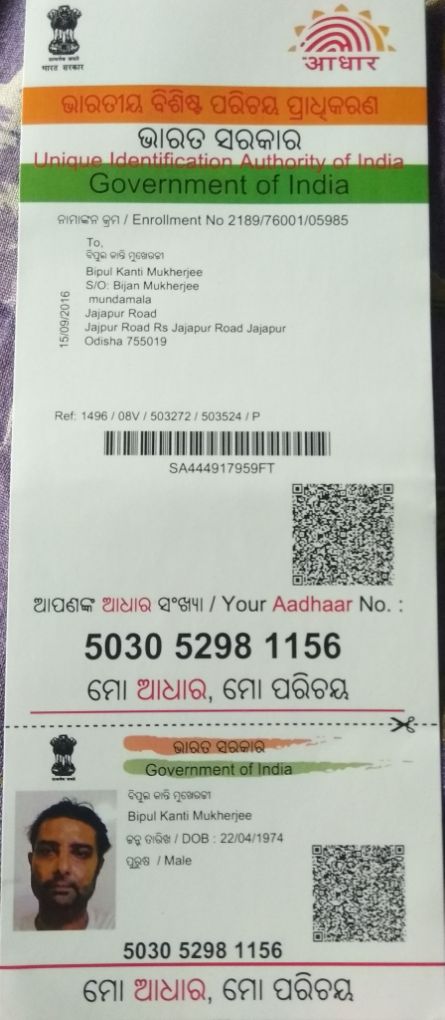 भारत सरकार
आधार
ଭାରତୀୟ ବିଶିଷ୍ଟ ପରିଚୟ ପ୍ରାଧିକରଣ
ଭାରତ ସରକାର
Unique Identification Authority of India
Government of India
ନାମାଙ୍କନ କ୍ରମ / Enrollment No 2189/76001/05985
To,
ବିପୁଲ କାନ୍ତି ମୁଖେରଜୀ
Bipul Kanti Mukherjee
S/O: Bijan Mukherjee
mundamala
Jajapur Road
Jajpur Road Rs Jajapur Road Jajapur
Odisha 755019
15/09/2016
Ref: 1496 / 08V / 503272 / 503524 / P
SA444917959FT
ଆପଣଙ୍କ ଆଧାର ସଂଖ୍ୟା / Your Aadhaar No. :
5030 5298 1156
ମୋ ଆଧାର, ମୋ ପରିଚୟ
ଭାରତ ସରକାର
Government of India
ବିପୁଲ କାନ୍ତି ମୁଖେରଜୀ
Bipul Kanti Mukherjee
ଜନ୍ମ ତାରିଖ / DOB : 22/04/1974
ପୁରୁଷ / Male
5030 5298 1156
ମୋ ଆଧାର, ମୋ ପରିଚୟ